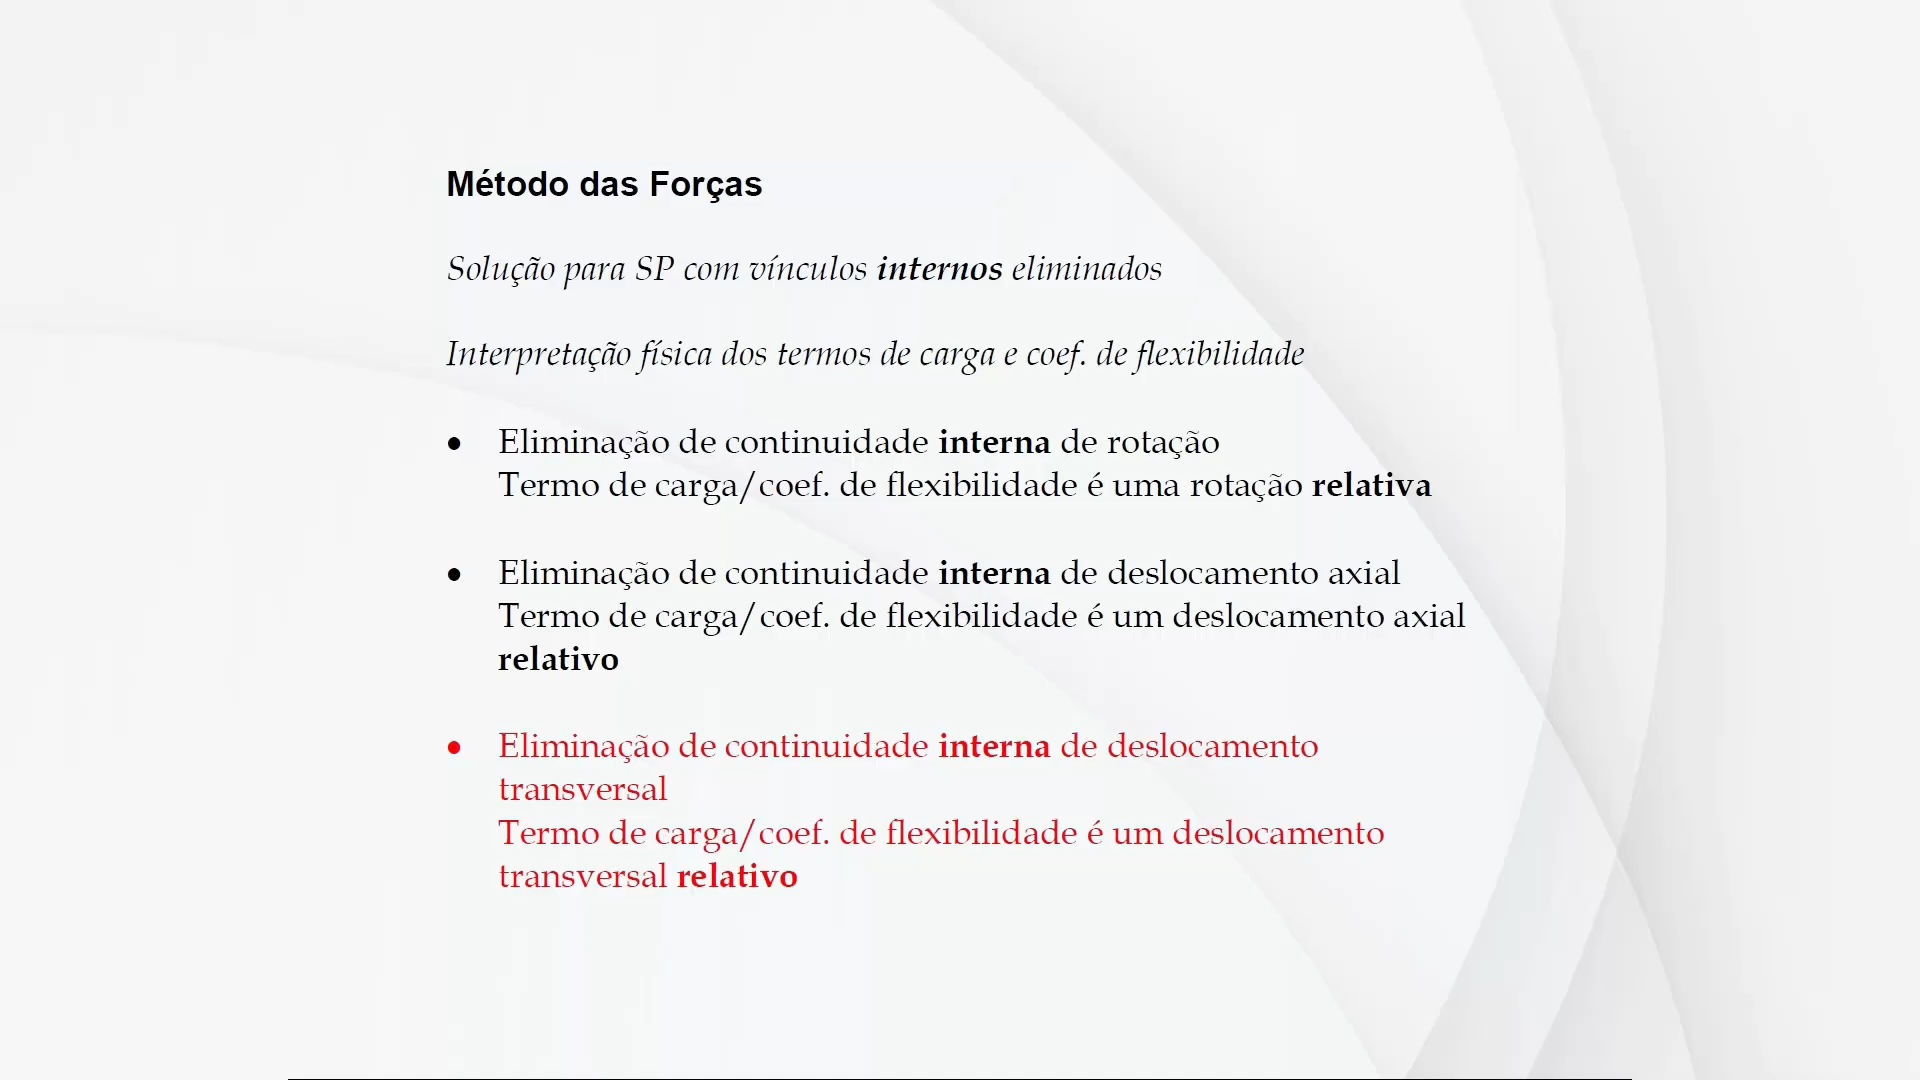 Método das Forças
Solução para SP com vínculos internos eliminados
Interpretação física dos termos de carga e coef. de flexibilidade
• Eliminação de continuidade interna de rotação
Termo de carga/coef. de flexibilidade é uma rotação relativa
• Eliminação de continuidade interna de deslocamento axial
Termo de carga/coef. de flexibilidade é um deslocamento axial
relativo
• Eliminação de continuidade interna de deslocamento
transversal
Termo de carga/coef. de flexibilidade é um deslocamento
transversal relativo